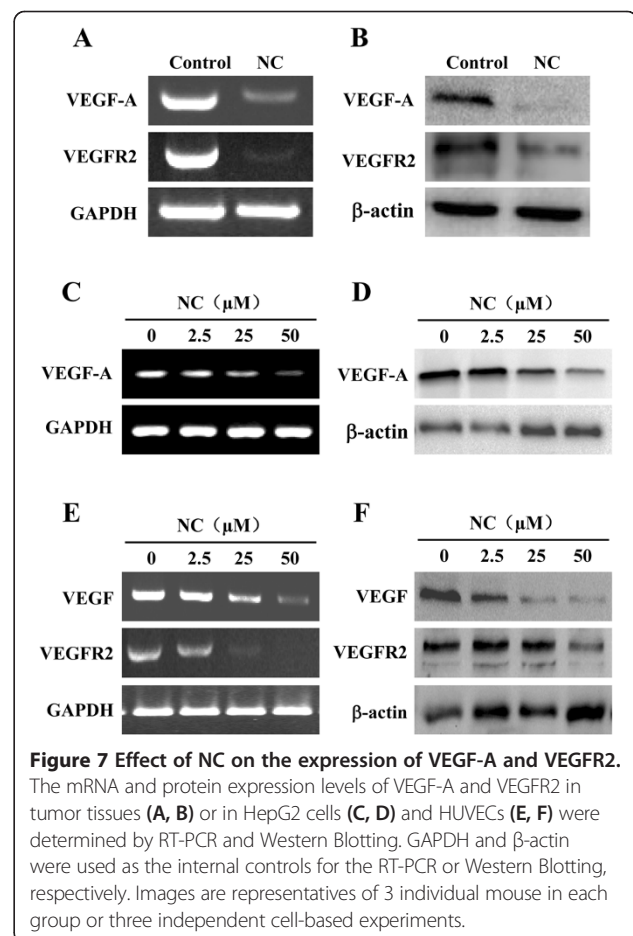 A
Control NC
VEGF-A
VEGFR2
GAPDH
B
Control NC
VEGF-A
VEGFR2
β-actin
C
NC（μM）
0 2.5 25 50
VEGF-A
GAPDH
D
NC（μM）
0 2.5 25 50
VEGF-A
β-actin
E
NC（μM）
0 2.5 25 50
VEGF
VEGFR2
GAPDH
F
NC（μM）
0 2.5 25 50
VEGF
VEGFR2
β-actin
Figure 7 Effect of NC on the expression of VEGF-A and VEGFR2.
The mRNA and protein expression levels of VEGF-A and VEGFR2 in
tumor tissues (A, B) or in HepG2 cells (C, D) and HUVECs (E, F) were
determined by RT-PCR and Western Blotting. GAPDH and β-actin
were used as the internal controls for the RT-PCR or Western Blotting,
respectively. Images are representatives of 3 individual mouse in each
group or three independent cell-based experiments.